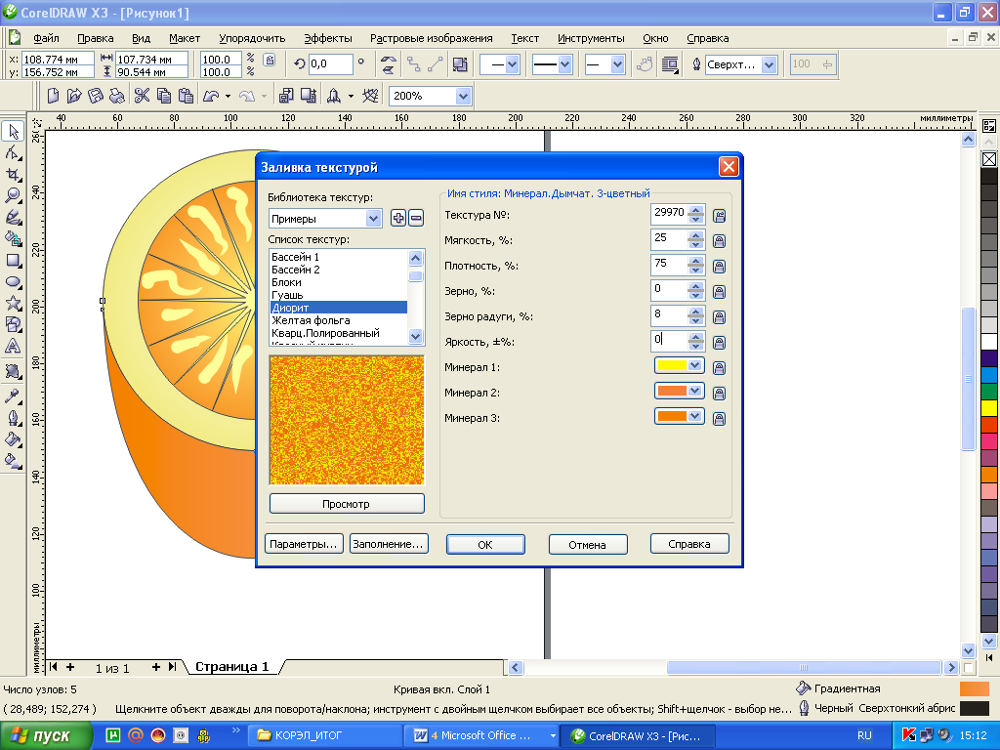 CorelDRAW X3 - [Рисунок1]
Файл Правка Вид Макет Упорядочить Эффекты Растровые изображения Текст Инструменты Окно Справка
x: 108.774 мм 107.734 мм 100.0 % 0,0 ° Сверхт... 100
y: 156.752 мм 90.544 мм 100.0 %
200%
40 60 80 100 120 140 160 180 200 220 240 260 280 300 320 миллиметры
240
220
200
180
160
140
120
100
миллиметры
Заливка текстурой
Библиотека текстур:
Примеры
Список текстур:
Бассейн 1
Бассейн 2
Блоки
Гуашь
Диорит
Желтая фольга
Кварц.Полированный
Просмотр
Имя стиля: Минерал.Дымчат. 3-цветный
Текстура №: 29970
Мягкость, %: 25
Плотность, %: 75
Зерно, %: 0
Зерно радуги, %: 8
Яркость, ±%: 0
Минерал 1:
Минерал 2:
Минерал 3:
Параметры... Заполнение... ОК Отмена Справка
1 из 1 Страница 1
Число узлов: 5 Кривая вкл. Слой 1 Градиентная
( 28,489; 152,274 ) Щелкните объект дважды для поворота/наклона; инструмент с двойным щелчком выбирает все объекты; Shift+щелчок - выбор не... Черный Сверхтонкий абрис
пуск КОРЭЛ_ИТОГ 4 Microsoft Office ... CorelDRAW X3 - [Рис... RU 15:12